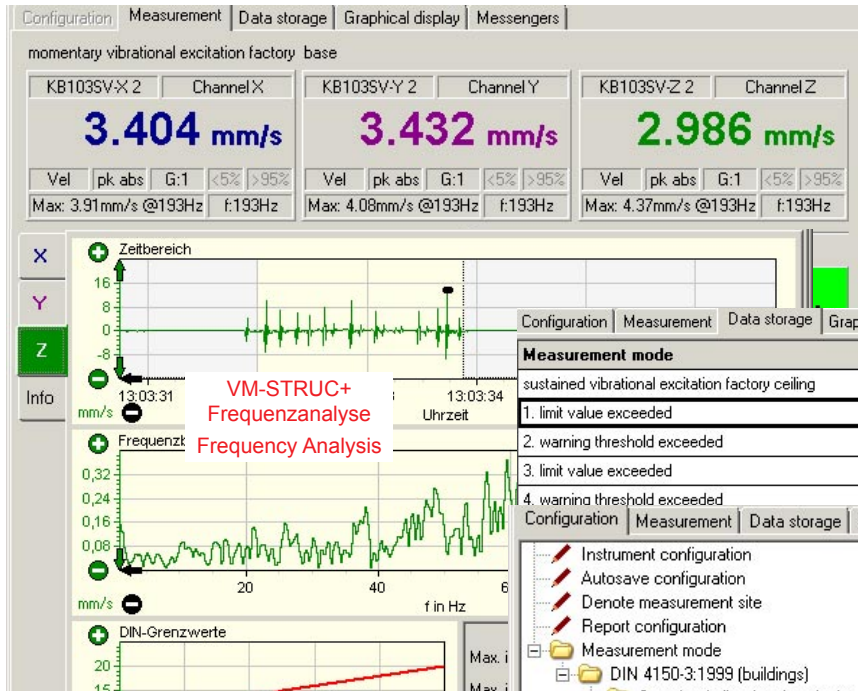 Configuration Measurement Data storage Graphical display Messengers
momentary vibrational excitation factory base
KB103SV-X 2 Channel X KB103SV-Y 2 Channel Y KB103SV-Z 2 Channel Z
3.404 mm/s 3.432 mm/s 2.986 mm/s
Vel pk abs G:1 <5% >95% Vel pk abs G:1 <5% >95% Vel pk abs G:1 <5% >95%
Max: 3.91mm/s @193Hz f:193Hz Max: 4.08mm/s @193Hz f:193Hz Max: 4.37mm/s @193Hz f:193Hz
X
Y
Z
Info
Zeitbereich
16
8
0
-8
13:03:31 13:03:34
mm/s Uhrzeit
VM-STRUC+
Frequenzanalyse
Frequency Analysis
0,32
0,24
0,16
0,08
20 40 6
mm/s f in Hz
DIN-Grenzwerte
20
15
Max. i
Configuration Measurement Data storage
Measurement mode
sustained vibrational excitation factory ceiling
1. limit value exceeded
2. warning threshold exceeded
3. limit value exceeded
4. warning threshold exceeded
Configuration Measurement Data storage
Instrument configuration
Autosave configuration
Denote measurement site
Report configuration
Measurement mode
DIN 4150-3:1999 (buildings)